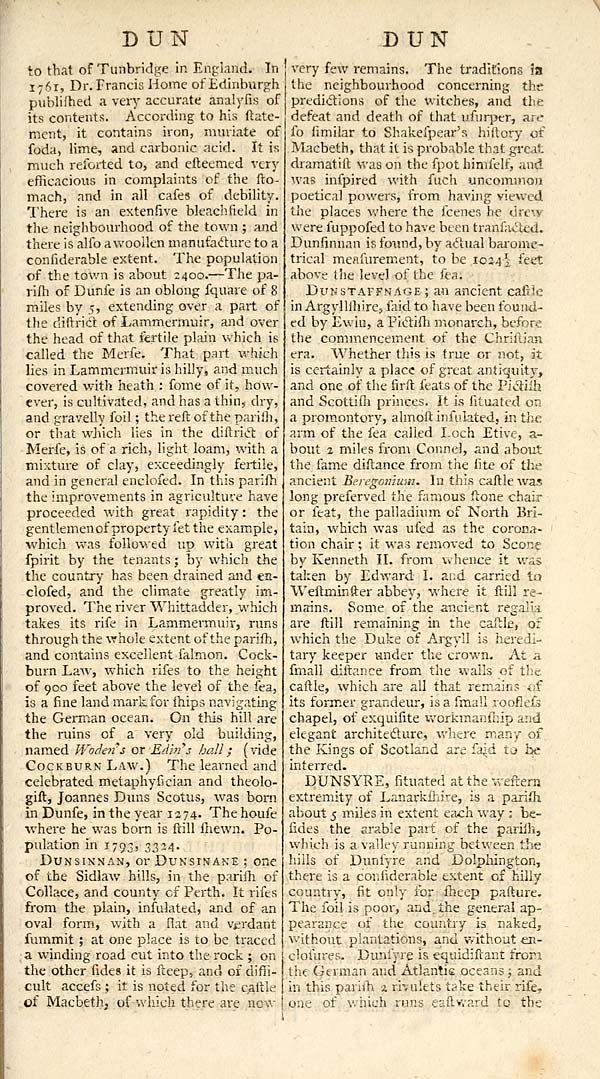 DUN DUN
to that of Tunbridge in England. In
1761, Dr. Francis Home of Edinburgh
publiſhed a very accurate analyſis of
its contents. According to his ſtate-
ment, it contains iron, muriate of
ſoda, lime, and carbonic acid. It is
much reſorted to, and eſteemed very
efficacious in complaints of the ſto-
mach, and in all caſes of debility.
There is an extenſive bleachfield in
the neighbourhood of the town; and
there is alſo a woollen manufacture to a
conſiderable extent. The population
of the town is about 2400.—The pa-
riſh of Dunſe is an oblong ſquare of 8
miles by 5, extending over a part of
the diſtrict of Lammermuir, and over
the head of that fertile plain which is
called the Merſe. That part which
lies in Lammermuir is hilly, and much
covered with heath: ſome of it, how-
ever, is cultivated, and has a thin, dry,
and gravelly ſoil; the reſt of the pariſh,
or that which lies in the diſtrict of
Merſe, is of a rich, light loam, with a
mixture of clay, exceedingly fertile,
and in general encloſed. In this pariſh
the improvements in agriculture have
proceeded with great rapidity: the
gentlemen of property ſet the example,
which was followed up with great
ſpirit by the tenants; by which the
the country has been drained and en-
cloſed, and the climate greatly im-
proved. The river Whittadder, which
takes its riſe in Lammermuir, runs
through the whole extent of the pariſh,
and contains excellent ſalmon. Cock-
burn Law, which riſes to the height
of 900 feet above the level of the ſea,
is a fine land mark for ſhips navigating
the German ocean. On this hill are
the ruins of a very old building,
named Woden's or Edin's hall; (vide
COCKBURN LAW.) The learned and
celebrated metaphyſician and theolo-
giſt, Joannes Duns Scotus, was born
in Dunſe, in the year 1274. The houſe
where he was born is ſtill ſhewn. Po-
pulation in 1793, 3324.
DUNSINNAN, or DUNSINANE; one
of the Sidlaw hills, in the pariſh of
Collace, and county of Perth. It riſes
from the plain, inſulated, and of an
oval form, with a flat and verdant
ſummit; at one place is to be traced
a winding road cut into the rock; on
the other ſides it is ſteep, and of diffi-
cult acceſs; it is noted for the caſtle
of Macbeth, of which there are now
very few remains. The traditions in
the neighbourhood concerning the
predictions of the witches, and the
defeat and death of that uſurper, are
ſo ſimilar to Shakeſpear's hiſtory of
Macbeth, that it is probable that great
dramatiſt was on the ſpot himſelf, and
was inſpired with ſuch uncommon
poetical powers, from having viewed
the places where the ſcenes he drew
were ſuppoſed to have been tranſacted.
Dunſinnan is found, by actual barome-
trical meaſurement, to be 1024½ feet
above the level of the ſea.
DUNSTAFFNAGE; an ancient caſtle
in Argyllſhire, ſaid to have been found-
ed by Ewin, a Pictiſh monarch, before
the commencement of the Chriſtian
era. Whether this is true or not, it
is certainly a place of great antiquity,
and one of the firſt ſeats of the Pictiſh
and Scottiſh princes. It is ſituated on
a promontory, almoſt inſulated, in the
arm of the ſea called Loch Etive, a-
bout 2 miles from Connel, and about
the ſame diſtance from the ſite of the
ancient Beregonium. In this caſtle was
long preſerved the famous ſtone chair
or ſeat, the palladium of North Bri-
tain, which was uſed as the corona-
tion chair; it was removed to Scone
by Kenneth II. from whence it was
taken by Edward I. and carried to
Weſtminſter abbey, where it ſtill re-
mains. Some of the ancient regalia
are ſtill remaining in the caſtle, of
which the Duke of Argyll is heredi-
tary keeper under the crown. At a
ſmall diſtance from the walls of the
caſtle, which are all that remains of
its former grandeur, is a ſmall roofleſs
chapel, of exquiſite workmanſhip and
elegant architecture, where many of
the Kings of Scotland are ſaid to be
interred.
DUNSYRE, ſituated at the weſtern
extremity of Lanarkſhire, is a pariſh
about 5 miles in extent each way: be-
ſides the arable part of the pariſh,
which is a valley running between the
hills of Dunſyre and Dolphington,
there is a conſiderable extent of hilly
country, fit only for ſheep paſture.
The ſoil is poor, and the general ap-
pearance of the country is naked,
without plantations, and without en-
cloſures. Dunſyre is equidiſtant from
the German and Atlantic oceans; and
in this pariſh 2 rivulets take their riſe,
one of which runs eaſtward to the